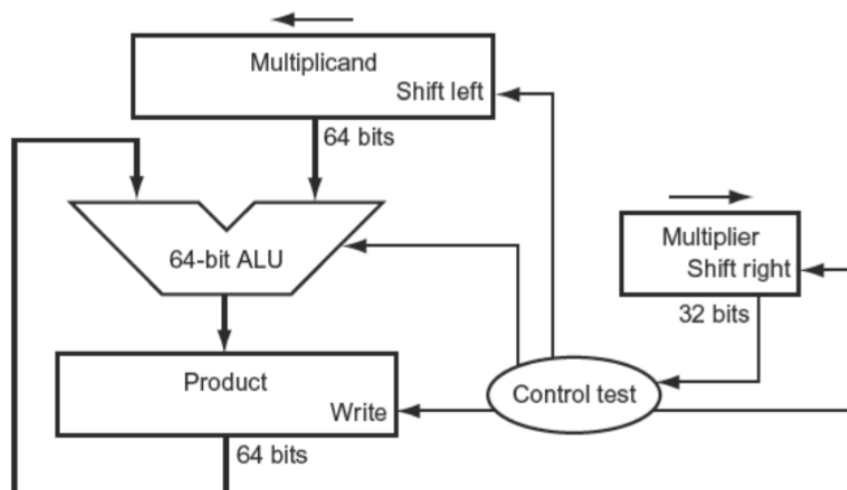 Multiplicand
Shift left
64 bits
64-bit ALU
Multiplier
Shift right
32 bits
Product
Write
Control test
64 bits